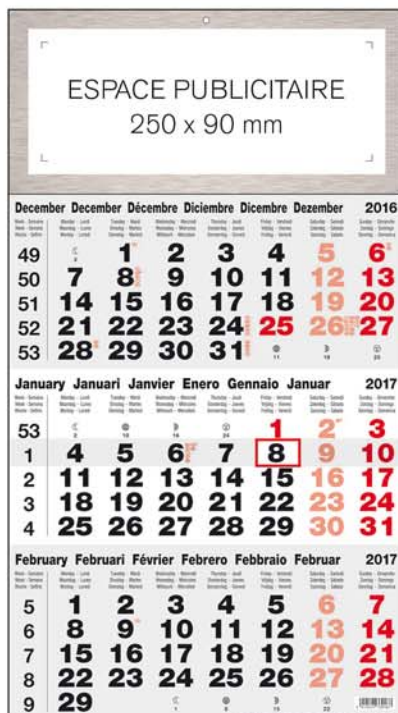 ESPACE PUBLICITAIRE
250 x 90 mm
December December Décembre Diciembre Dicembre Dezember 2016
49 1 2 3 4 5 6
50 7 8 9 10 11 12 13
51 14 15 16 17 18 19 20
52 21 22 23 24 25 26 27
53 28 29 30 31
January Januari Janvier Enero Gennaio Januar 2017
53 1 2 3
1 4 5 6 7 8 9 10
2 11 12 13 14 15 16 17
3 18 19 20 21 22 23 24
4 25 26 27 28 29 30 31
February Februari Février Febrero Febbraio Februar 2017
5 1 2 3 4 5 6 7
6 8 9 10 11 12 13 14
7 15 16 17 18 19 20 21
8 22 23 24 25 26 27 28
9 29